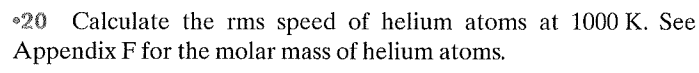 •20 Calculate the rms speed of helium atoms at 1000 K. See
Appendix F for the molar mass of helium atoms.